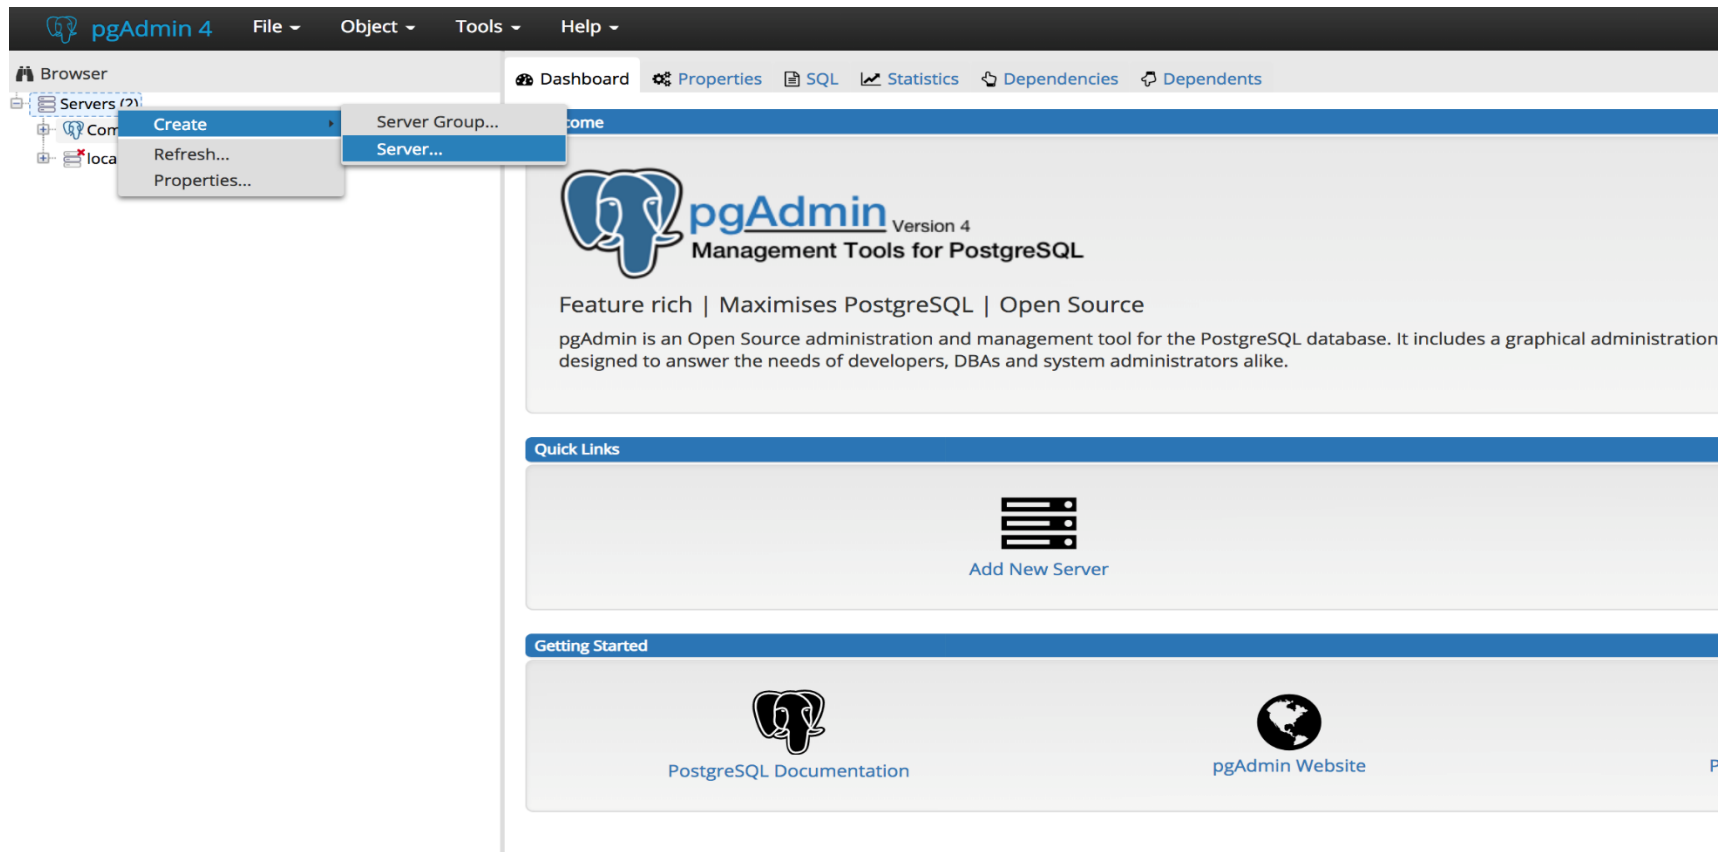 pgAdmin 4 File Object Tools Help
Browser
Dashboard Properties SQL Statistics Dependencies Dependents
Servers (2)
Com
loca
Create
Refresh...
Properties...
Server Group...
Server...
come
pgAdmin Version 4
Management Tools for PostgreSQL
Feature rich | Maximises PostgreSQL | Open Source
pgAdmin is an Open Source administration and management tool for the PostgreSQL database. It includes a graphical administration
designed to answer the needs of developers, DBAs and system administrators alike.
Quick Links
Add New Server
Getting Started
PostgreSQL Documentation
pgAdmin Website
P